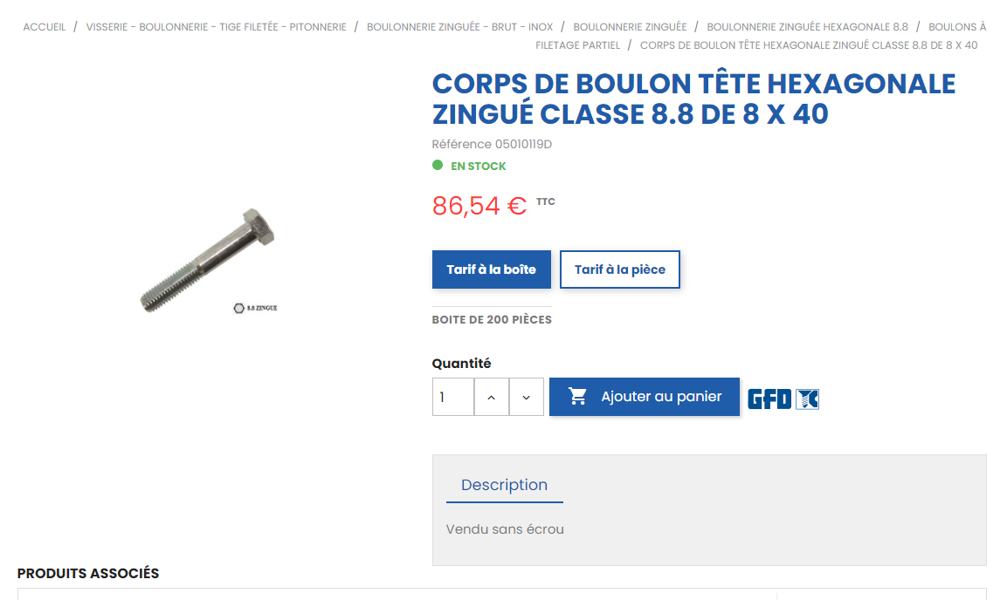 ACCUEIL / VISSERIE - BOULONNERIE - TIGE FILETÉE - PITONNERIE / BOULONNERIE ZINGUÉE - BRUT - INOX / BOULONNERIE ZINGUÉE / BOULONNERIE ZINGUÉE HEXAGONALE 8.8 / BOULONS À
FILETAGE PARTIEL / CORPS DE BOULON TÊTE HEXAGONALE ZINGUÉ CLASSE 8.8 DE 8 X 40
CORPS DE BOULON TÊTE HEXAGONALE
ZINGUÉ CLASSE 8.8 DE 8 X 40
Référence 05010119D
EN STOCK
86,54 € TTC
Tarif à la boîte Tarif à la pièce
8.8 ZINGUE
BOITE DE 200 PIÈCES
Quantité
1 Ajouter au panier GFD
Description
Vendu sans écrou
PRODUITS ASSOCIÉS